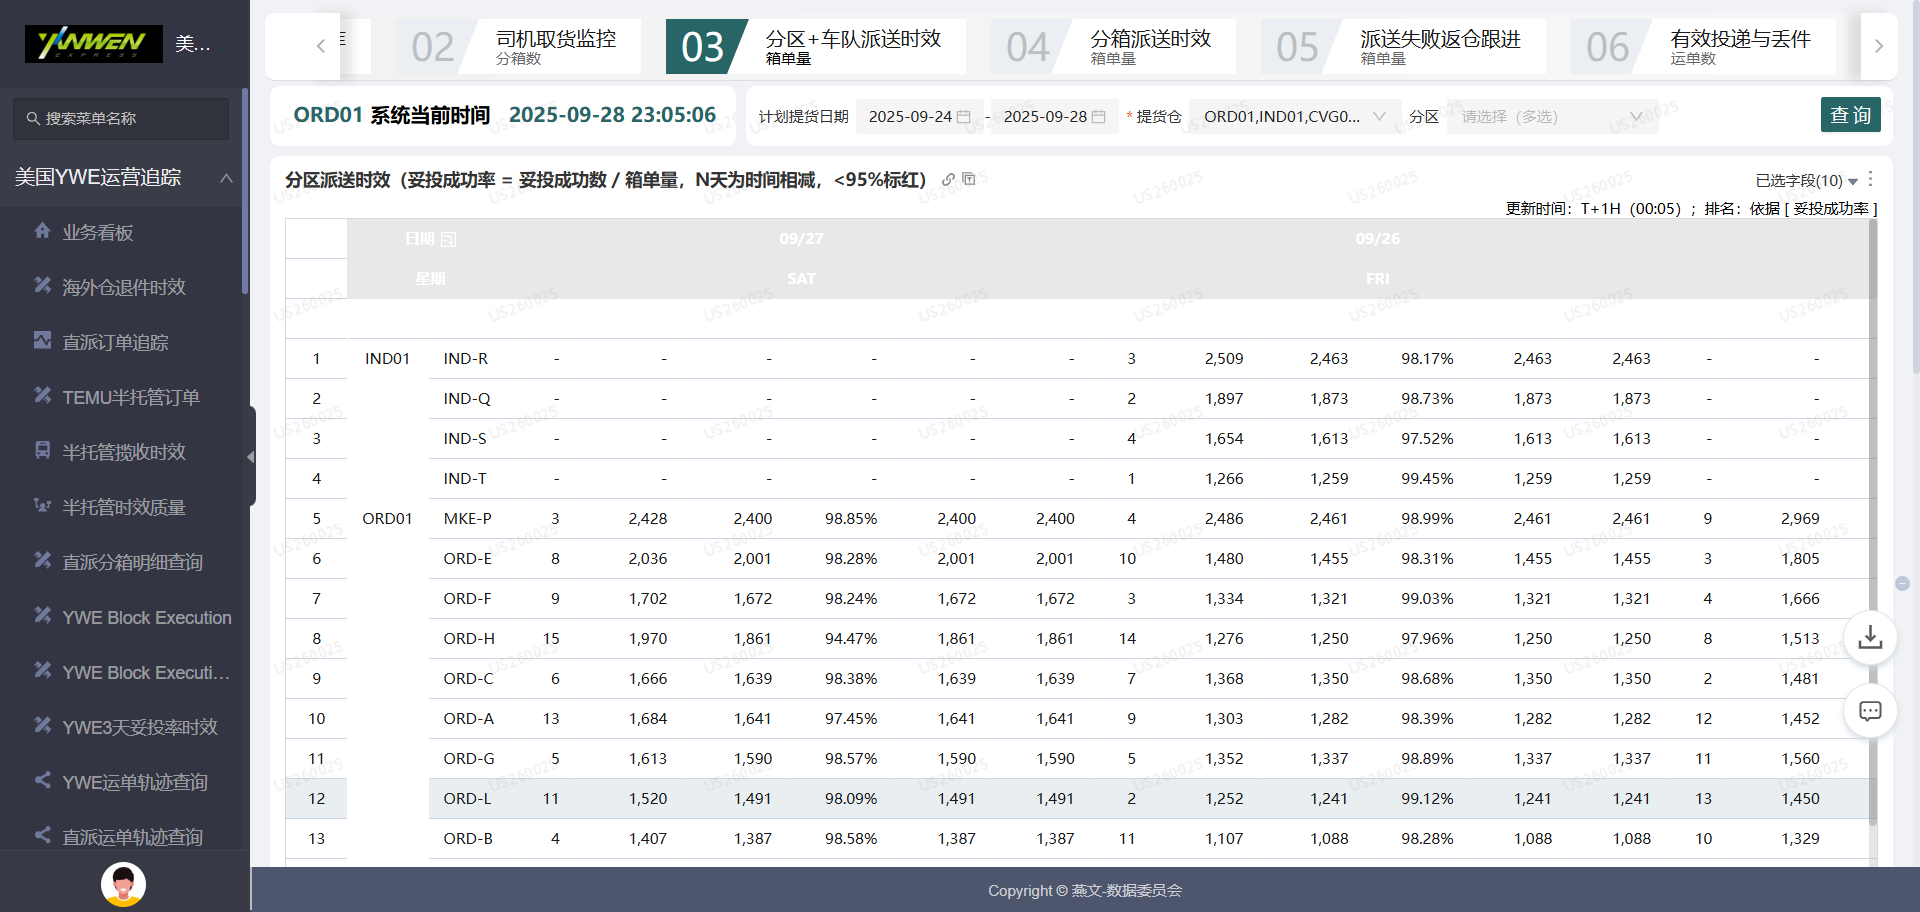 YANWEN
EXPRESS
美...
搜索菜单名称
美国YWE运营追踪
业务看板
海外仓退件时效
直派订单追踪
TEMU半托管订单
半托管揽收时效
半托管时效质量
直派分箱明细查询
YWE Block Execution
YWE Block Executi...
YWE3天妥投率时效
YWE运单轨迹查询
直派运单轨迹查询
02 司机取货监控
分箱数
03 分区+车队派送时效
箱单量
04 分箱派送时效
箱单量
05 派送失败返仓跟进
箱单量
06 有效投递与丢件
运单数
ORD01 系统当前时间 2025-09-28 23:05:06
计划提货日期 2025-09-24 - 2025-09-28 * 提货仓 ORD01,IND01,CVG0... 分区 请选择（多选） 查询
分区派送时效（妥投成功率 = 妥投成功数 / 箱单量，N天为时间相减，<95%标红）
已选字段(10)
更新时间：T+1H（00:05）；排名：依据 [ 妥投成功率 ]
日期 09/27 09/26
星期 SAT FRI
1 IND01 IND-R - - - - - - 3 2,509 2,463 98.17% 2,463 2,463 - -
2 IND-Q - - - - - - 2 1,897 1,873 98.73% 1,873 1,873 - -
3 IND-S - - - - - - 4 1,654 1,613 97.52% 1,613 1,613 - -
4 IND-T - - - - - - 1 1,266 1,259 99.45% 1,259 1,259 - -
5 ORD01 MKE-P 3 2,428 2,400 98.85% 2,400 2,400 4 2,486 2,461 98.99% 2,461 2,461 9 2,969
6 ORD-E 8 2,036 2,001 98.28% 2,001 2,001 10 1,480 1,455 98.31% 1,455 1,455 3 1,805
7 ORD-F 9 1,702 1,672 98.24% 1,672 1,672 3 1,334 1,321 99.03% 1,321 1,321 4 1,666
8 ORD-H 15 1,970 1,861 94.47% 1,861 1,861 14 1,276 1,250 97.96% 1,250 1,250 8 1,513
9 ORD-C 6 1,666 1,639 98.38% 1,639 1,639 7 1,368 1,350 98.68% 1,350 1,350 2 1,481
10 ORD-A 13 1,684 1,641 97.45% 1,641 1,641 9 1,303 1,282 98.39% 1,282 1,282 12 1,452
11 ORD-G 5 1,613 1,590 98.57% 1,590 1,590 5 1,352 1,337 98.89% 1,337 1,337 11 1,560
12 ORD-L 11 1,520 1,491 98.09% 1,491 1,491 2 1,252 1,241 99.12% 1,241 1,241 13 1,450
13 ORD-B 4 1,407 1,387 98.58% 1,387 1,387 11 1,107 1,088 98.28% 1,088 1,088 10 1,329
US260025
Copyright © 燕文-数据委员会